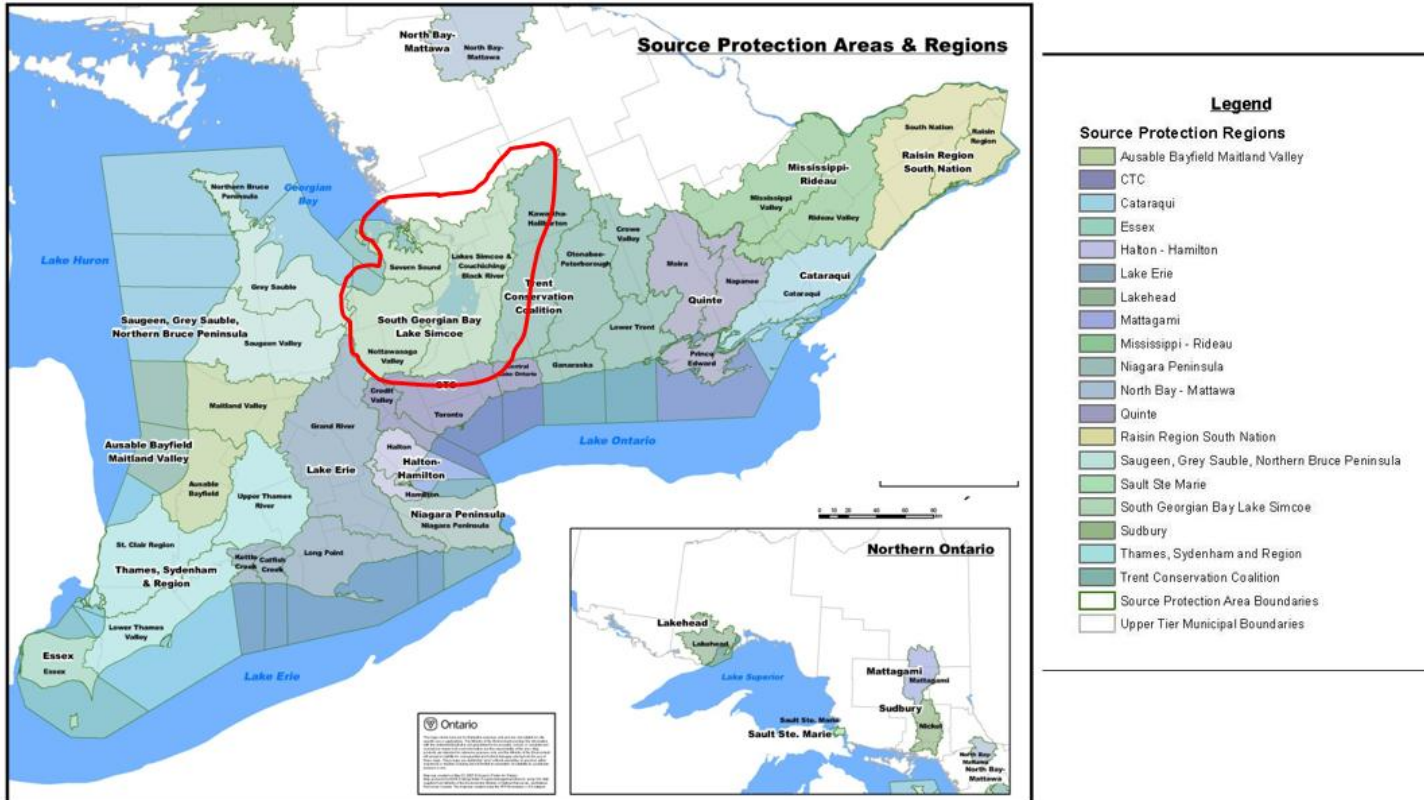 Source Protection Areas & Regions
North Bay-
Mattawa
North Bay-
Mattawa
South Nation
Raisin
Region
Raisin Region
South Nation
Mississippi-
Rideau
Mississippi
Valley
Rideau Valley
Northern Bruce
Peninsula
Georgian
Bay
Kawartha-
Haliburton
Crowe
Valley
Lake Huron
Severn Sound
Lakes Simcoe &
Couchiching/
Black River
Otonabee-
Peterborough
Moira
Napanee
Cataraqui
Cataraqui
Grey Sauble
Trent
Conservation
Coalition
Quinte
Saugeen, Grey Sauble,
Northern Bruce Peninsula
South Georgian Bay
Lake Simcoe
Lower Trent
Saugeen Valley
Nottawasaga
Valley
Prince
Edward
Ganaraska
Central
Lake Ontario
CTC
Credit
Valley
Toronto
Maitland Valley
Grand River
Lake Ontario
Ausable Bayfield
Maitland Valley
Halton
Lake Erie
Halton-
Hamilton
Ausable
Bayfield
Hamilton
Upper Thames
River
Niagara Peninsula
Niagara Peninsula
St. Clair Region
Kettle
Creek
Catfish
Creek
Long Point
Thames, Sydenham
& Region
Lower Thames
Valley
Essex
Essex
Lake Erie
Ontario
Northern Ontario
Lakehead
Lakehead
Lake Superior
Mattagami
Mattagami
Sudbury
Nickel
Sault Ste. Marie
Sault Ste. Marie
North Bay-
Mattawa
North Bay-
Mattawa
Legend
Source Protection Regions
Ausable Bayfield Maitland Valley
CTC
Cataraqui
Essex
Halton - Hamilton
Lake Erie
Lakehead
Mattagami
Mississippi - Rideau
Niagara Peninsula
North Bay - Mattawa
Quinte
Raisin Region South Nation
Saugeen, Grey Sauble, Northern Bruce Peninsula
Sault Ste Marie
South Georgian Bay Lake Simcoe
Sudbury
Thames, Sydenham and Region
Trent Conservation Coalition
Source Protection Area Boundaries
Upper Tier Municipal Boundaries